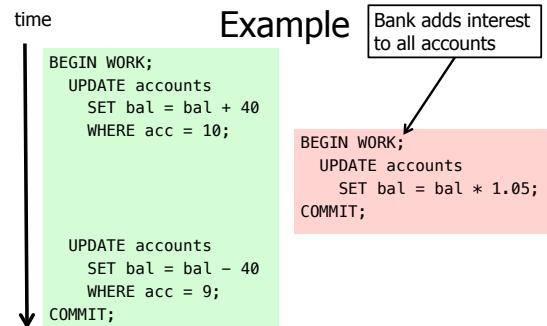 time
Example
Bank adds interest
to all accounts
BEGIN WORK;
UPDATE accounts
SET bal = bal + 40
WHERE acc = 10;
BEGIN WORK;
UPDATE accounts
SET bal = bal * 1.05;
COMMIT;
UPDATE accounts
SET bal = bal – 40
WHERE acc = 9;
COMMIT;